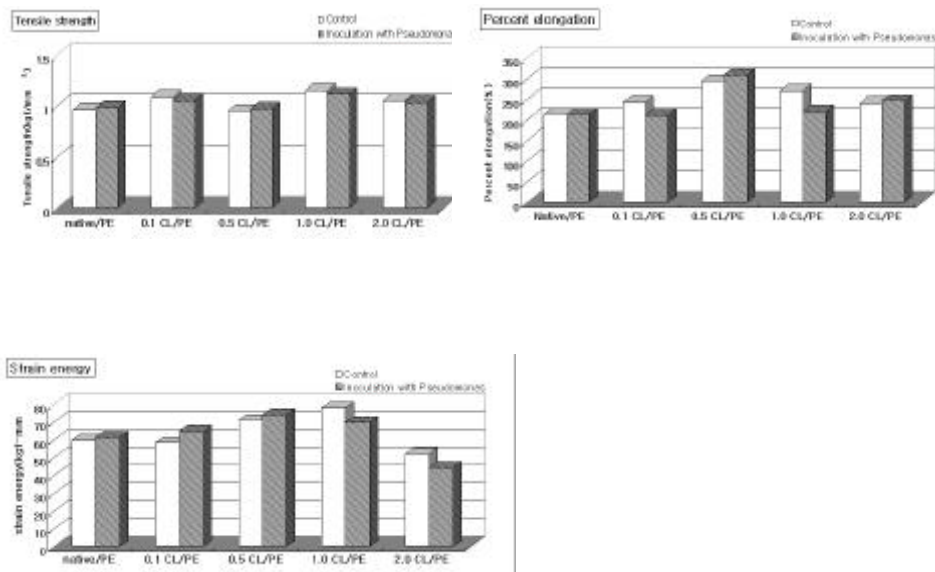 Tensile strength
Control
Inoculation with Pseudomonas
Tensile strength(kgf/mm
1.5
1
0.5
0
native/PE 0.1 CL/PE 0.5 CL/PE 1.0 CL/PE 2.0 CL/PE
Percent elongation
Control
Inoculation with Pseudomonas
Percent elongation(%)
350
300
250
200
150
100
50
0
Native/PE 0.1 CL/PE 0.5 CL/PE 1.0 CL/PE 2.0 CL/PE
Strain energy
Control
Inoculation with Pseudomonas
strain energy(kgf-mm
80
70
60
50
40
30
20
10
0
native/PE 0.1 CL/PE 0.5 CL/PE 1.0 CL/PE 2.0 CL/PE